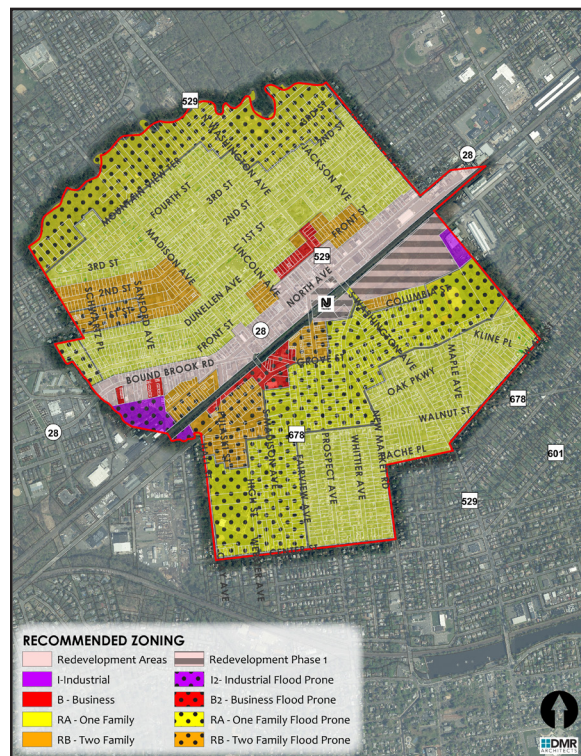 529
3RD ST
N WASHINGTON AVE
2ND ST
28
JACKSON AVE
MOUNTAIN VIEW TER
FOURTH ST
3RD ST
2ND ST
FRONT ST
1ST ST
MADISON AVE
LINCOLN AVE
529
3RD ST
NORTH AVE
2ND ST
SCHWARTZ PL
SANFORD AVE
1ST ST
DUNELLEN AVE
COLUMBIA ST
FRONT ST
28
S WASHINGTON AVE
KLINE PL
GROVE ST
BOUND BROOK RD
MAPLE AVE
OAK PKWY
678
WALNUT ST
28
S MADISON AVE
678
NEW MARKET RD
601
PROSPECT AVE
WHITTIER AVE
FAIRVIEW AVE
HIGH ST
529
RECOMMENDED ZONING
Redevelopment Areas
Redevelopment Phase 1
I-Industrial
I2- Industrial Flood Prone
B - Business
B2 - Business Flood Prone
RA - One Family
RA - One Family Flood Prone
RB - Two Family
RB - Two Family Flood Prone
DMR
ARCHITECTS